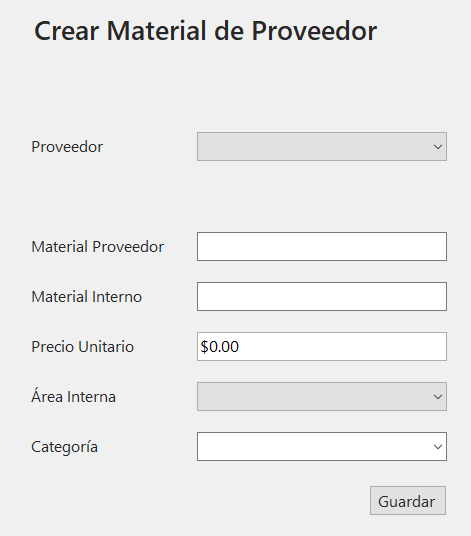 Crear Material de Proveedor
Proveedor
Material Proveedor
Material Interno
Precio Unitario
$0.00
Área Interna
Categoría
Guardar